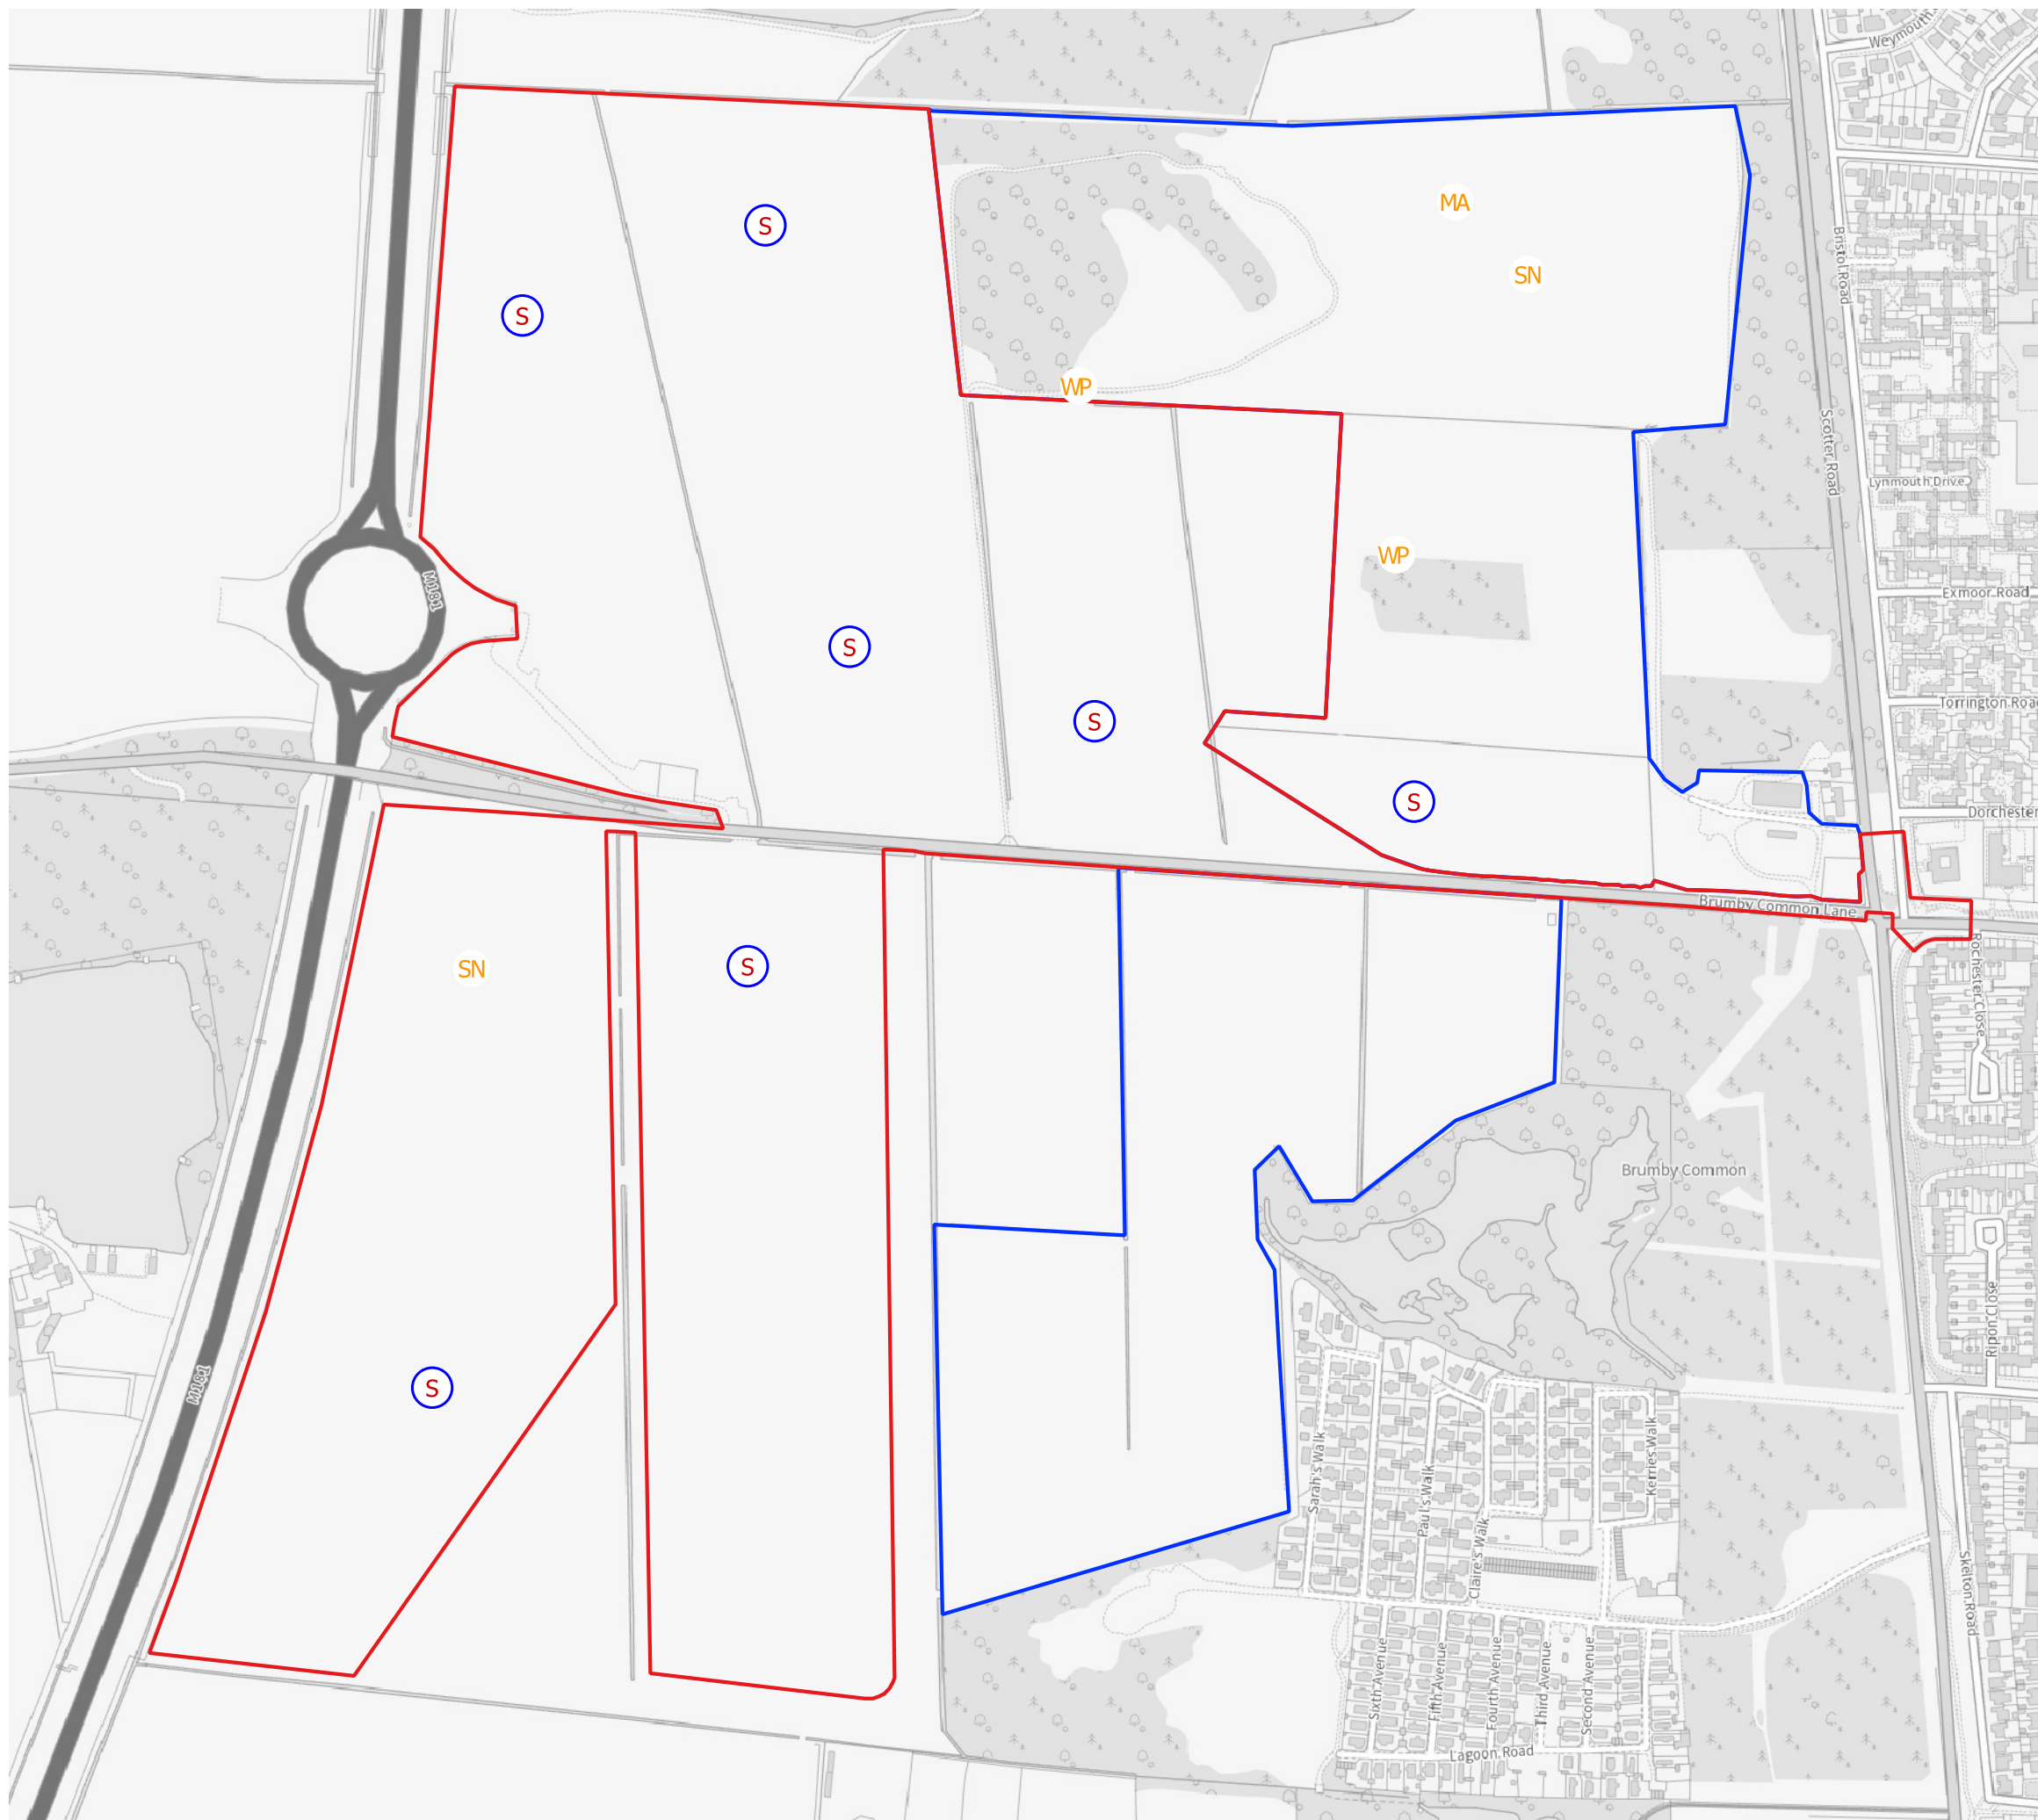 Weymouth
MA
S
Bristol Road
SN
S
WP
Scotter Road
Lynmouth Drive
WP
M181
Exmoor Road
S
Torrington Road
S
S
Dorchester
Brumby Common Lane
SN
S
Rochester Close
Brumby Common
Ripon Close
M181
S
Sarah's Walk
Paul's Walk
Kerries Walk
Claire's Walk
Skelton Road
Sixth Avenue
Fifth Avenue
Fourth Avenue
Third Avenue
Second Avenue
Lagoon Road